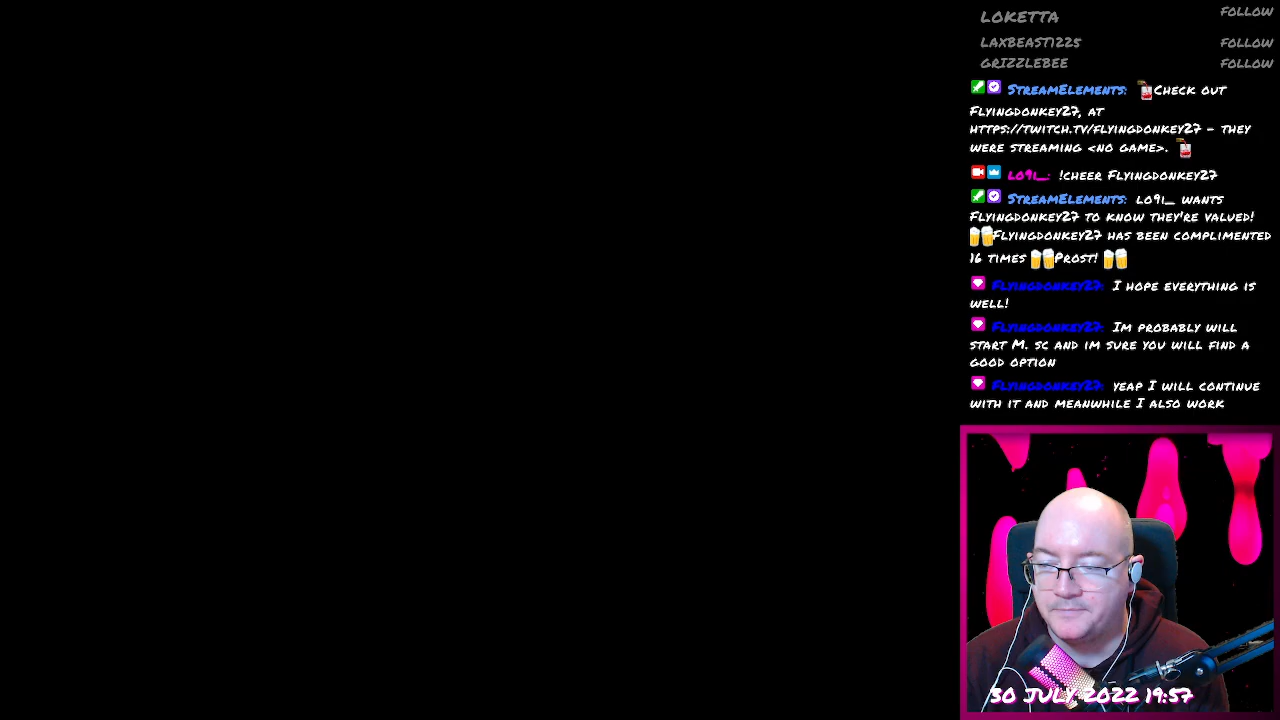 LOKETTA FOLLOW
LAXBEAST1225 FOLLOW
GRIZZLEBEE FOLLOW
StreamElements: Check out
Flyingdonkey27, at
https://twitch.tv/flyingdonkey27 - they
were streaming <no game>.
lo9i_: !cheer Flyingdonkey27
StreamElements: lo9i_ wants
Flyingdonkey27 to know they're valued!
Flyingdonkey27 has been complimented
16 times Prost!
Flyingdonkey27: I hope everything is
well!
Flyingdonkey27: Im probably will
start M. sc and im sure you will find a
good option
Flyingdonkey27: yeap I will continue
with it and meanwhile I also work
30 JULY 2022 19:57